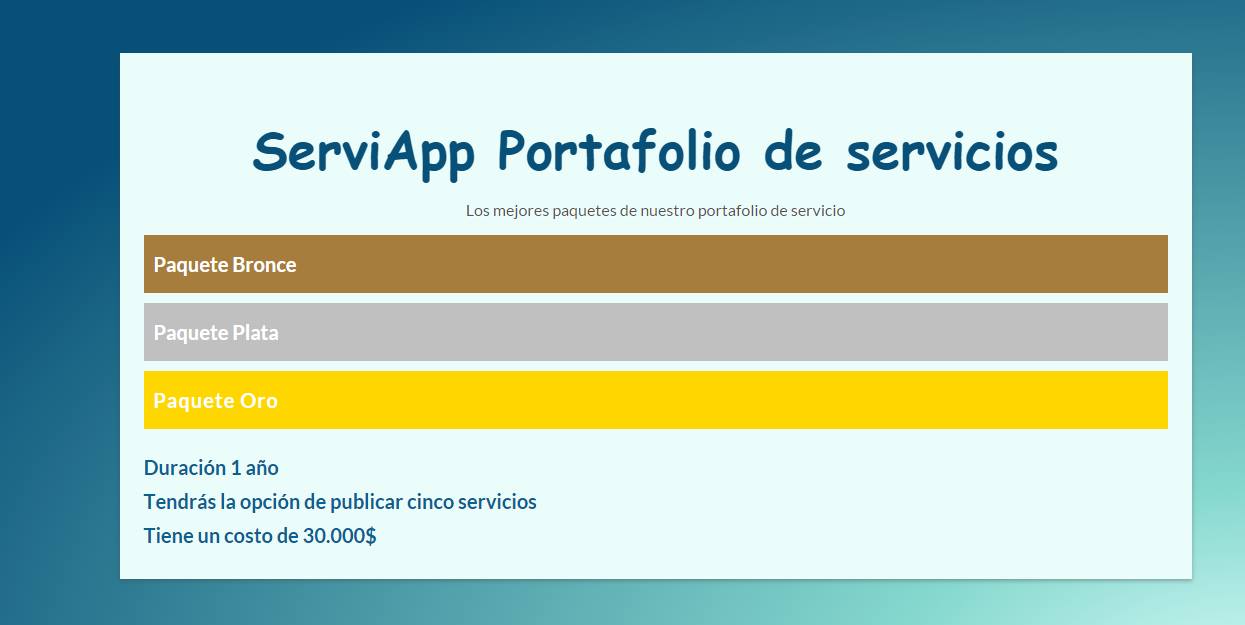 ServiApp Portafolio de servicios
Los mejores paquetes de nuestro portafolio de servicio
Paquete Bronce
Paquete Plata
Paquete Oro
Duración 1 año
Tendrás la opción de publicar cinco servicios
Tiene un costo de 30.000$